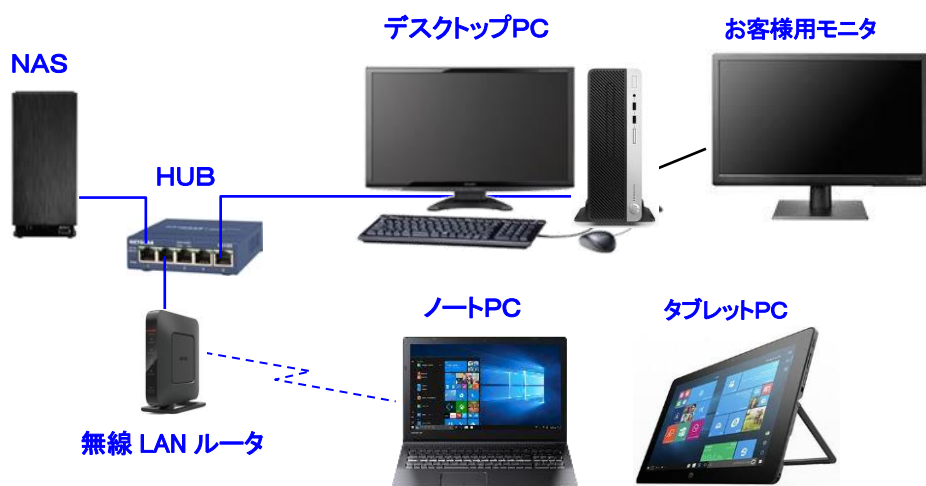 デスクトップPC
お客様用モニタ
NAS
HUB
ノートPC
タブレットPC
無線 LAN ルータ